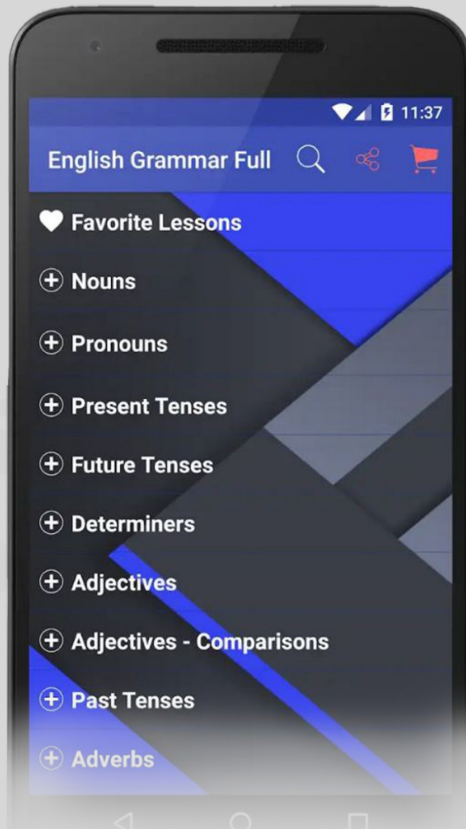 11:37
English Grammar Full
Favorite Lessons
Nouns
Pronouns
Present Tenses
Future Tenses
Determiners
Adjectives
Adjectives - Comparisons
Past Tenses
Adverbs